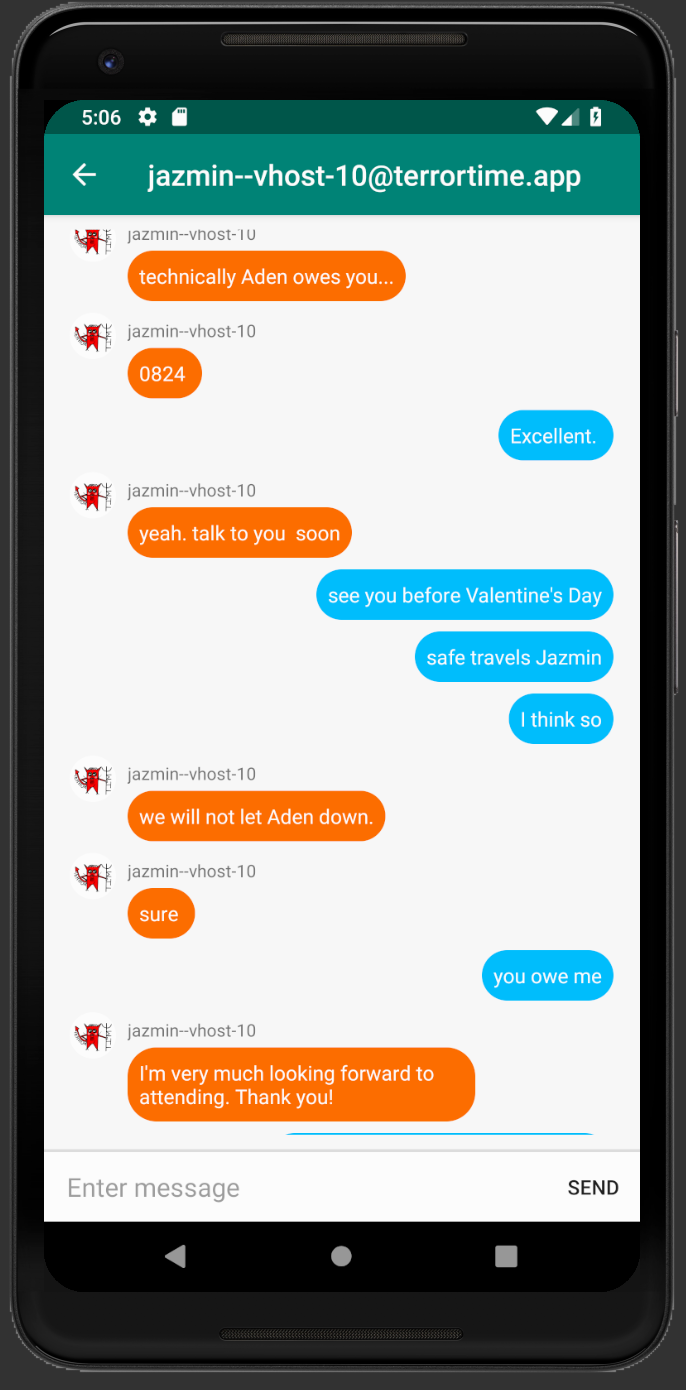 5:06
jazmin--vhost-10@terrortime.app
jazmin--vhost-10
technically Aden owes you...
jazmin--vhost-10
0824
Excellent.
jazmin--vhost-10
yeah. talk to you  soon
see you before Valentine's Day
safe travels Jazmin
I think so
jazmin--vhost-10
we will not let Aden down.
jazmin--vhost-10
sure
you owe me
jazmin--vhost-10
I'm very much looking forward to
attending. Thank you!
Enter message
SEND